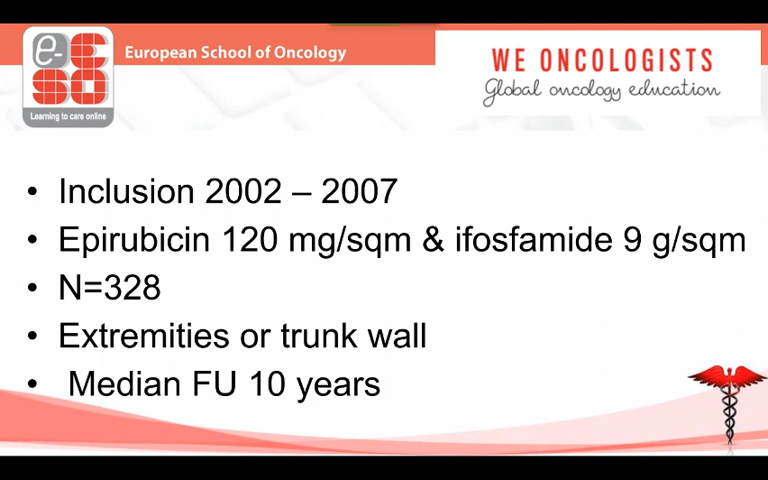 e-ESO
Learning to care online
European School of Oncology
WE ONCOLOGISTS
Global oncology education
• Inclusion 2002 – 2007
• Epirubicin 120 mg/sqm & ifosfamide 9 g/sqm
• N=328
• Extremities or trunk wall
• Median FU 10 years